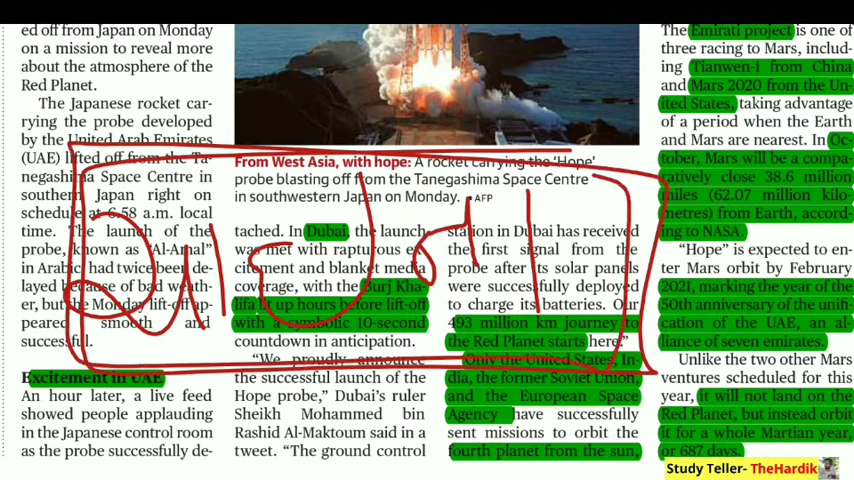 ed off from Japan on Monday
on a mission to reveal more
about the atmosphere of the
Red Planet.
The Japanese rocket car-
rying the probe developed
by the United Arab Emirates
(UAE) lifted off from the Ta-
negashima Space Centre in
southern Japan right on
schedule at 6.58 a.m. local
time. The launch of the
probe, known as "Al-Amal"
in Arabic, had twice been de-
layed because of bad weath-
er, but the Monday lift-off ap-
peared smooth and
successful.
Excitement in UAE
An hour later, a live feed
showed people applauding
in the Japanese control room
as the probe successfully de-
From West Asia, with hope: A rocket carrying the 'Hope'
probe blasting off from the Tanegashima Space Centre
in southwestern Japan on Monday. AFP
tached. In Dubai, the launch
was met with rapturous ex-
citement and blanket media
coverage, with the Burj Kha-
lifa lit up hours before lift-off
with a symbolic 10-second
countdown in anticipation.
"We proudly announce
the successful launch of the
Hope probe," Dubai's ruler
Sheikh Mohammed bin
Rashid Al-Maktoum said in a
tweet. "The ground control
station in Dubai has received
the first signal from the
probe after its solar panels
were successfully deployed
to charge its batteries. Our
493 million km journey to
the Red Planet starts here."
Only the United States, In-
dia, the former Soviet Union,
and the European Space
Agency have successfully
sent missions to orbit the
fourth planet from the sun,
The Emirati project is one of
three racing to Mars, includ-
ing Tianwen-1 from China
and Mars 2020 from the Un-
ited States, taking advantage
of a period when the Earth
and Mars are nearest. In Oc-
tober, Mars will be a compa-
ratively close 38.6 million
miles (62.07 million kilo-
metres) from Earth, accord-
ing to NASA.
"Hope" is expected to en-
ter Mars orbit by February
2021, marking the year of the
50th anniversary of the unifi-
cation of the UAE, an al-
liance of seven emirates.
Unlike the two other Mars
ventures scheduled for this
year, it will not land on the
Red Planet, but instead orbit
it for a whole Martian year,
or 687 days.
Study Teller- TheHardik